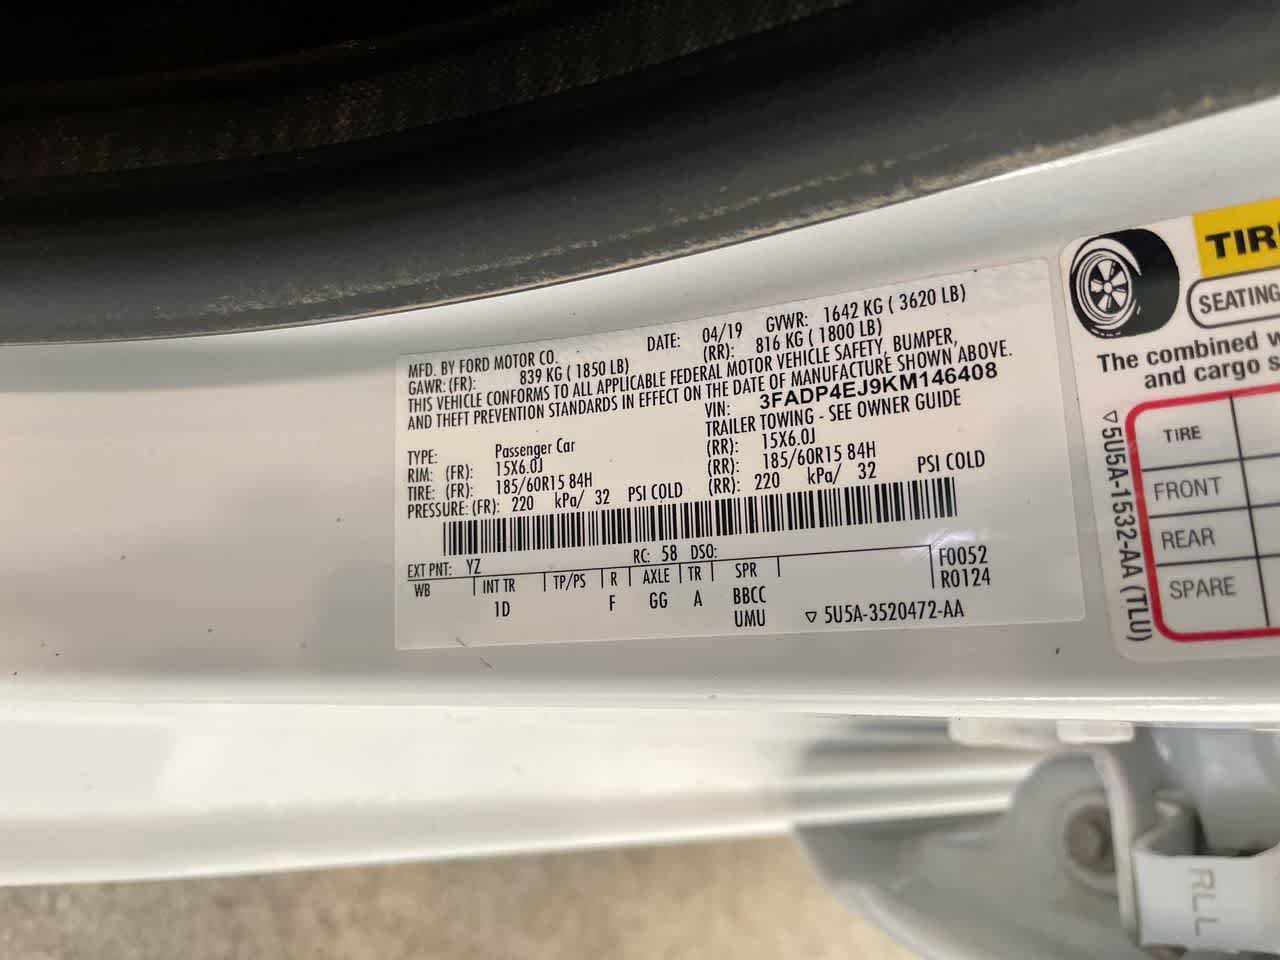 MFD. BY FORD MOTOR CO.
DATE: 04/19 GVWR: 1642 KG ( 3620 LB)
GAWR: (FR): 839 KG ( 1850 LB) (RR): 816 KG ( 1800 LB)
THIS VEHICLE CONFORMS TO ALL APPLICABLE FEDERAL MOTOR VEHICLE SAFETY, BUMPER,
AND THEFT PREVENTION STANDARDS IN EFFECT ON THE DATE OF MANUFACTURE SHOWN ABOVE.
VIN: 3FADP4EJ9KM146408
TYPE: Passenger Car TRAILER TOWING - SEE OWNER GUIDE
RIM: (FR): 15X6.0J (RR): 15X6.0J
TIRE: (FR): 185/60R15 84H (RR): 185/60R15 84H
PRESSURE: (FR): 220 kPa/ 32 PSI COLD (RR): 220 kPa/ 32 PSI COLD
EXT PNT: YZ RC: 58 DSO: F0052
WB INT TR TP/PS R AXLE TR SPR R0124
1D F GG A BBCC
UMU ▽ 5U5A-3520472-AA
TIR
SEATING
The combined w
and cargo s
▽5U5A-1532-AA (TLU)
TIRE
FRONT
REAR
SPARE
RLL